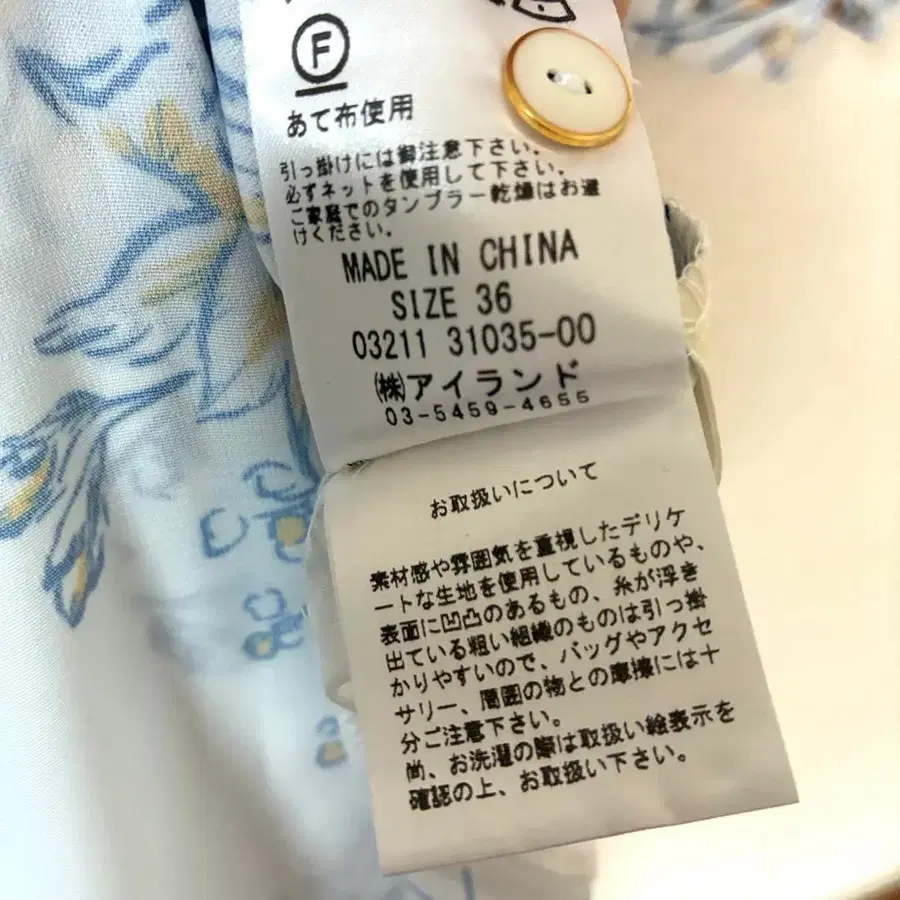 F
あて布使用
引っ掛けには御注意下さい。
必ずネットを使用して下さい。
ご家庭でのタンブラー乾燥はお避
けください。
MADE IN CHINA
SIZE 36
03211 31035-00
㈱アイランド
03-5459-4655
お取扱いについて
素材感や雰囲気を重視したデリケ
ートな生地を使用しているものや、
表面に凹凸のあるもの、糸が浮き
出ている粗い組織のものは引っ掛
かりやすいので、バッグやアクセ
サリー、周囲の物との摩擦には十
分ご注意下さい。
尚、お洗濯の際は取扱い絵表示を
確認の上、お取扱い下さい。